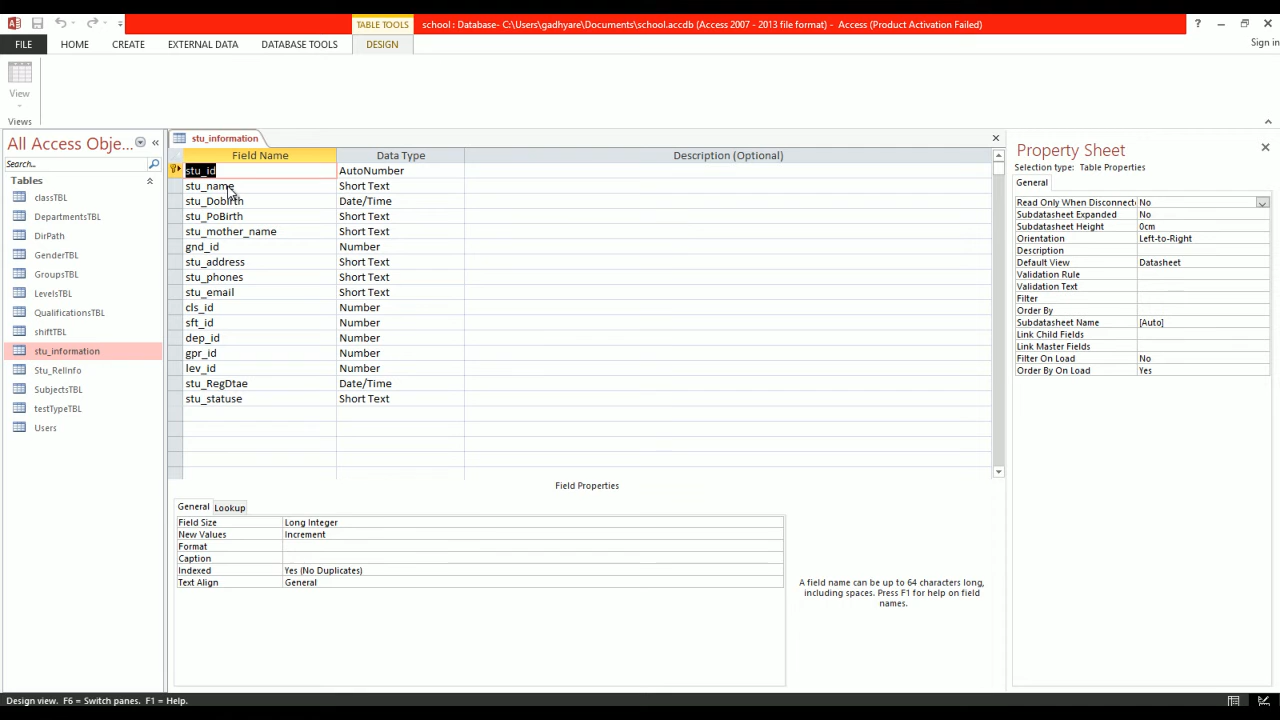 TABLE TOOLS
school : Database- C:\Users\gadhyare\Documents\school.accdb (Access 2007 - 2013 file format) - Access (Product Activation Failed)
FILE HOME CREATE EXTERNAL DATA DATABASE TOOLS DESIGN
Sign in
View
Views
All Access Obje...
Search...
Tables
classTBL
DepartmentsTBL
DirPath
GenderTBL
GroupsTBL
LevelsTBL
QualificationsTBL
shiftTBL
stu_information
Stu_RelInfo
SubjectsTBL
testTypeTBL
Users
stu_information
Field Name Data Type Description (Optional)
stu_id AutoNumber
stu_name Short Text
stu_Dobirth Date/Time
stu_PoBirth Short Text
stu_mother_name Short Text
gnd_id Number
stu_address Short Text
stu_phones Short Text
stu_email Short Text
cls_id Number
sft_id Number
dep_id Number
gpr_id Number
lev_id Number
stu_RegDtae Date/Time
stu_statuse Short Text
Field Properties
General Lookup
Field Size Long Integer
New Values Increment
Format
Caption
Indexed Yes (No Duplicates)
Text Align General
A field name can be up to 64 characters long,
including spaces. Press F1 for help on field
names.
Property Sheet
Selection type: Table Properties
General
Read Only When Disconnect No
Subdatasheet Expanded No
Subdatasheet Height 0cm
Orientation Left-to-Right
Description
Default View Datasheet
Validation Rule
Validation Text
Filter
Order By
Subdatasheet Name [Auto]
Link Child Fields
Link Master Fields
Filter On Load No
Order By On Load Yes
Design view. F6 = Switch panes. F1 = Help.